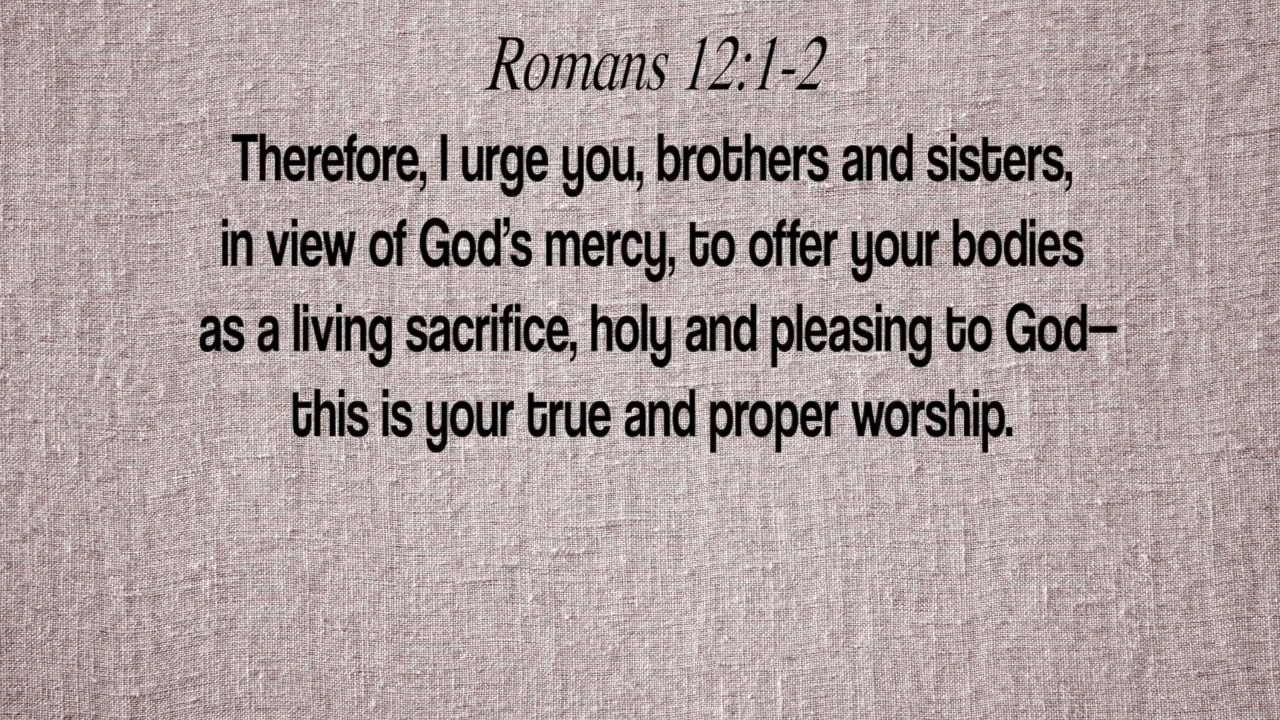 Romans 12:1-2
Therefore, I urge you, brothers and sisters,
in view of God’s mercy, to offer your bodies
as a living sacrifice, holy and pleasing to God—
this is your true and proper worship.